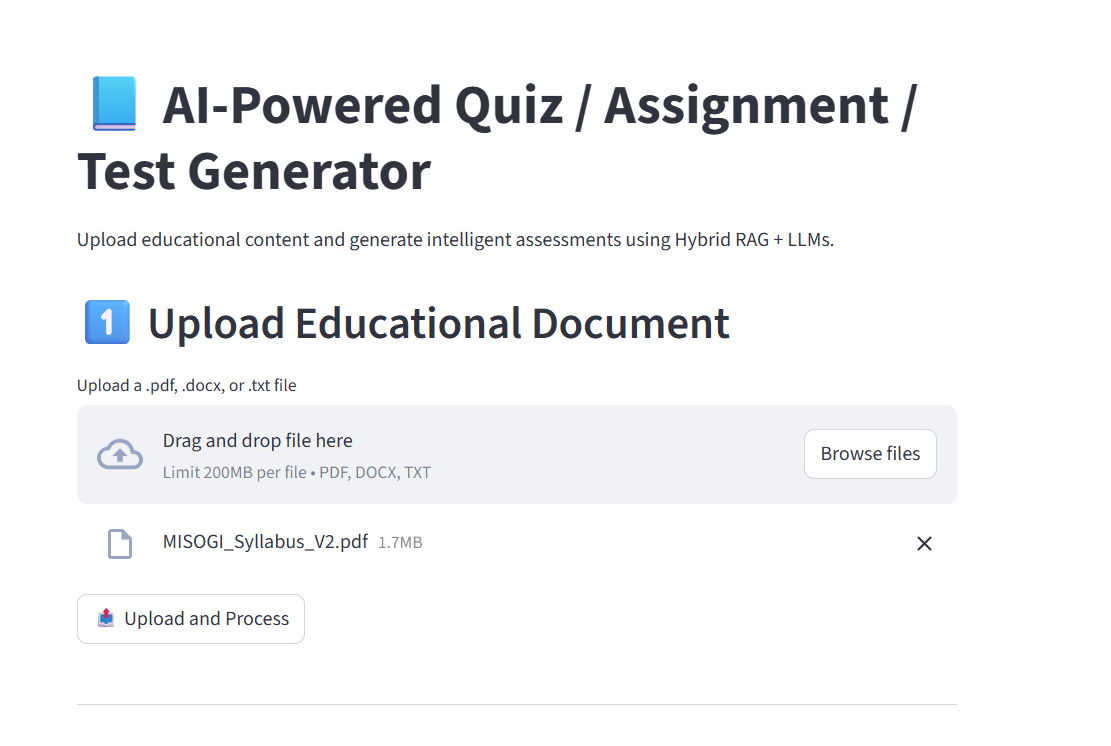 📘 AI-Powered Quiz / Assignment /
Test Generator
Upload educational content and generate intelligent assessments using Hybrid RAG + LLMs.
1️⃣ Upload Educational Document
Upload a .pdf, .docx, or .txt file
Drag and drop file here
Limit 200MB per file • PDF, DOCX, TXT
Browse files
MISOGI_Syllabus_V2.pdf 1.7MB
📤 Upload and Process